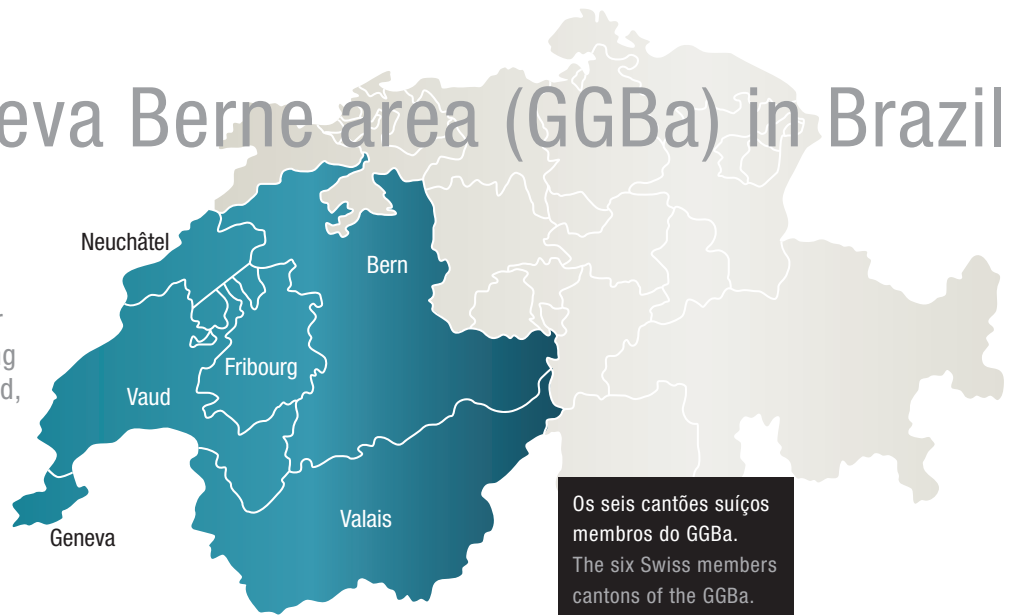 eva Berne area (GGBa) in Brazil
Neuchâtel
Bern
Fribourg
Vaud
Valais
Geneva
Os seis cantões suíços
membros do GGBa.
The six Swiss members
cantons of the GGBa.